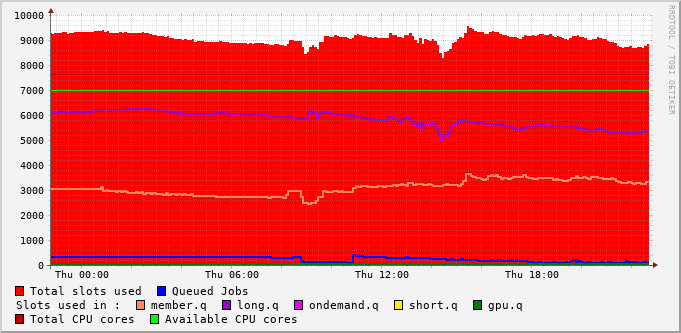 10000
9000
8000
7000
6000
5000
4000
3000
2000
1000
0
Thu 00:00 Thu 06:00 Thu 12:00 Thu 18:00
RRDTOOL / TOBI OETIKER
Total slots used Queued Jobs
Slots used in : member.q long.q ondemand.q short.q gpu.q
Total CPU cores Available CPU cores